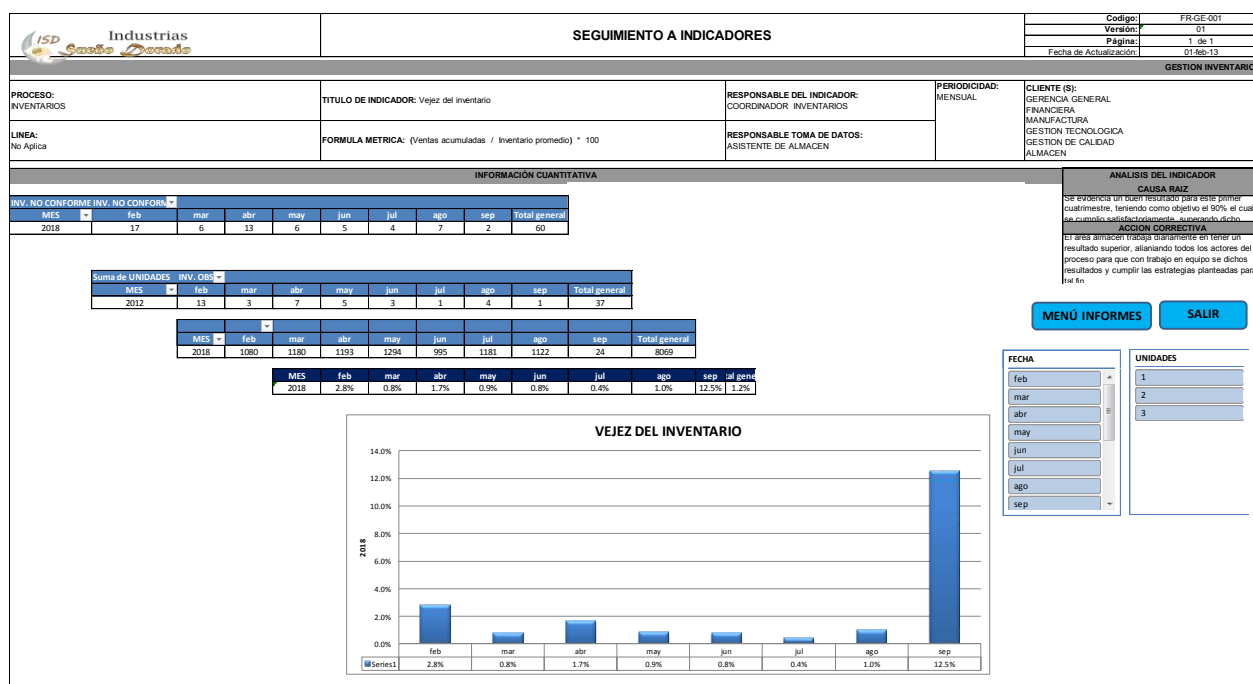 ISD Industrias
Sueño Dorado
SEGUIMIENTO A INDICADORES
Codigo: FR-GE-001
Versión: 01
Página: 1 de 1
Fecha de Actualización: 01-feb-13
GESTION INVENTARIO
PROCESO:
INVENTARIOS
TITULO DE INDICADOR: Vejez del inventario
RESPONSABLE DEL INDICADOR:
COORDINADOR INVENTARIOS
PERIODICIDAD:
MENSUAL
CLIENTE (S):
GERENCIA GENERAL
FINANCIERA
MANUFACTURA
GESTION TECNOLOGICA
GESTION DE CALIDAD
ALMACEN
LINEA:
No Aplica
FORMULA METRICA: (Ventas acumuladas / Inventario promedio) * 100
RESPONSABLE TOMA DE DATOS:
ASISTENTE DE ALMACEN
INFORMACIÓN CUANTITATIVA
ANALISIS DEL INDICADOR
CAUSA RAIZ
Se evidencia un buen resultado para este primer
cuatrimestre, teniendo como objetivo el 90% el cual
se cumplio satisfactoriamente, superando dicho
ACCION CORRECTIVA
El area almacen trabaja diariamente en tener un
resultado superior, alianiando todos los actores del
proceso para que con trabajo en equipo se dichos
resultados y cumplir las estrategias planteadas para
tal fin
INV. NO CONFORME INV. NO CONFORM
MES feb mar abr may jun jul ago sep Total general
2018 17 6 13 6 5 4 7 2 60
Suma de UNIDADES INV. OBS
MES feb mar abr may jun jul ago sep Total general
2012 13 3 7 5 3 1 4 1 37
MES feb mar abr may jun jul ago sep Total general
2018 1080 1180 1193 1294 995 1181 1122 24 8069
MES feb mar abr may jun jul ago sep al gene
2018 2.8% 0.8% 1.7% 0.9% 0.8% 0.4% 1.0% 12.5% 1.2%
MENÚ INFORMES
SALIR
FECHA
feb
mar
abr
may
jun
jul
ago
sep
UNIDADES
1
2
3
VEJEZ DEL INVENTARIO
14.0%
12.0%
10.0%
8.0%
6.0%
4.0%
2.0%
0.0%
2018
feb mar abr may jun jul ago sep
Series1 2.8% 0.8% 1.7% 0.9% 0.8% 0.4% 1.0% 12.5%